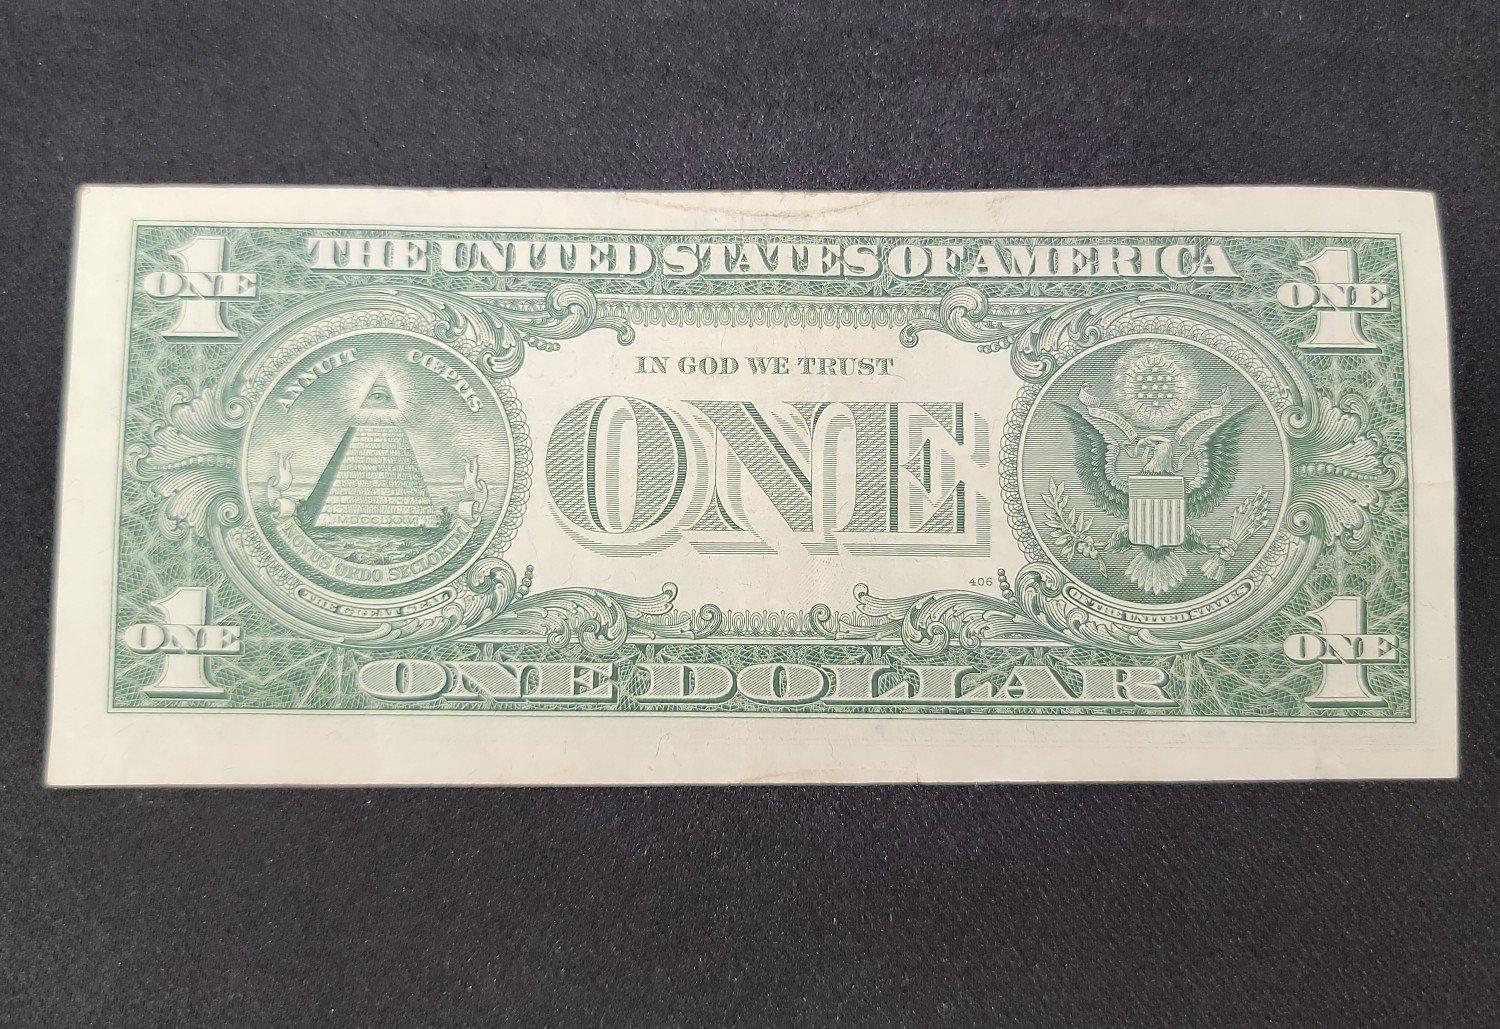 1
ONE
THE UNITED STATES OF AMERICA
1
ONE
ANNUIT COEPTIS
IN GOD WE TRUST
ONE
MDCCLXXVI
NOVUS ORDO SECLORUM
THE GREAT SEAL
406
OF THE UNITED STATES
1
ONE
ONE DOLLAR
1
ONE